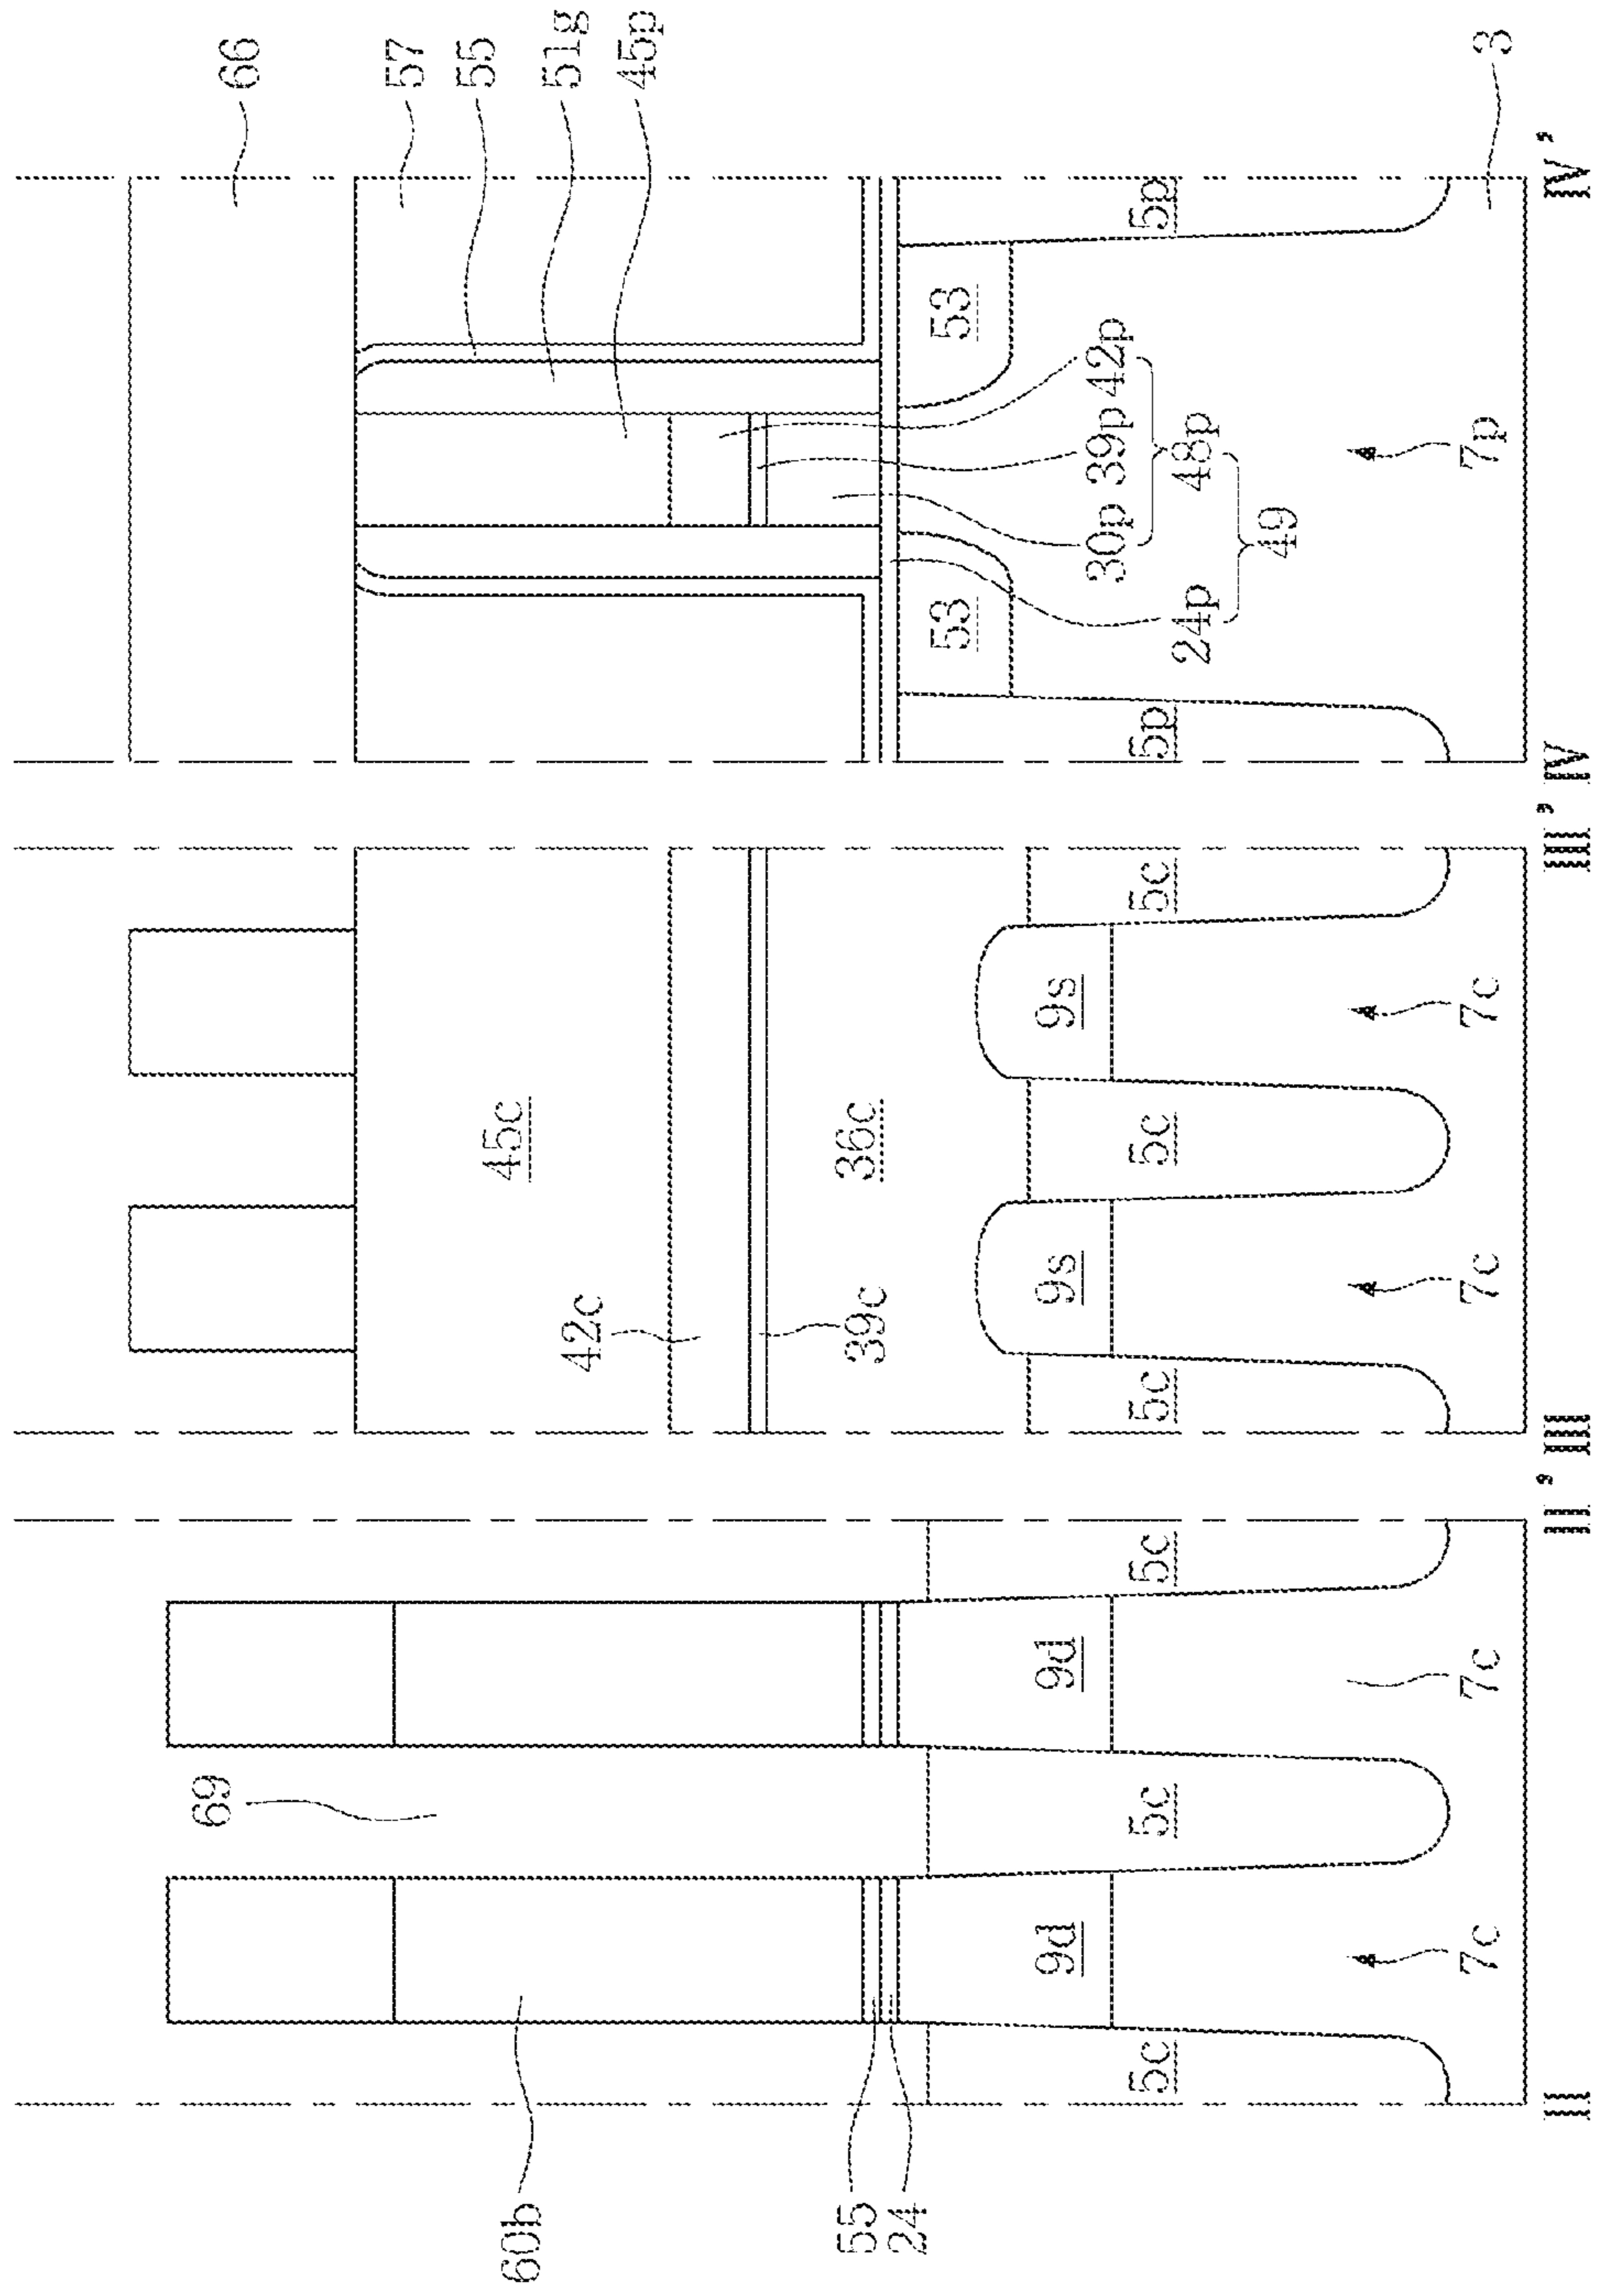 69
66
57
55
45c
60b
51g
42c
45p
55
36c
39c
24
53 53
9d 9d 9s 9s
30p 39p 42p
5c 5c 5c 5c 5c 5c 5p 5p
24p 48p
49
7c 7c 7c 7c 7p 3
II II' III III' IV IV'